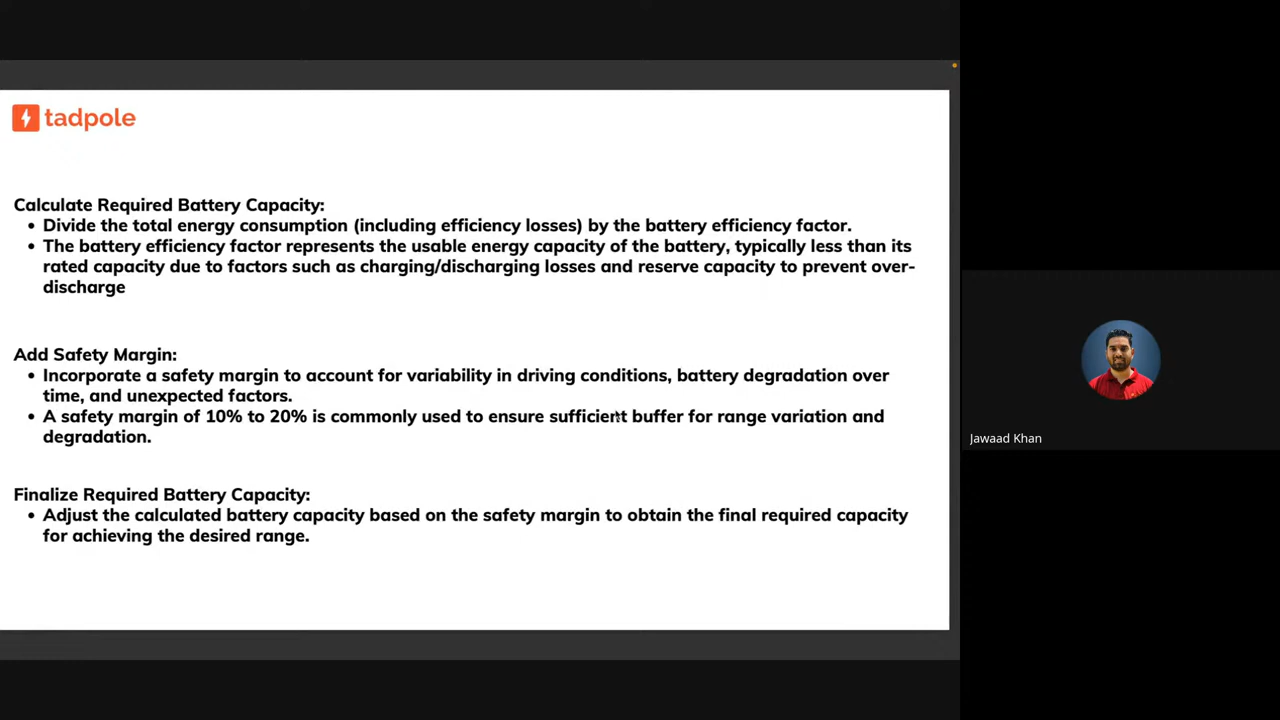 tadpole
Calculate Required Battery Capacity:
• Divide the total energy consumption (including efficiency losses) by the battery efficiency factor.
• The battery efficiency factor represents the usable energy capacity of the battery, typically less than its
rated capacity due to factors such as charging/discharging losses and reserve capacity to prevent over-
discharge
Add Safety Margin:
• Incorporate a safety margin to account for variability in driving conditions, battery degradation over
time, and unexpected factors.
• A safety margin of 10% to 20% is commonly used to ensure sufficient buffer for range variation and
degradation.
Finalize Required Battery Capacity:
• Adjust the calculated battery capacity based on the safety margin to obtain the final required capacity
for achieving the desired range.
Jawaad Khan